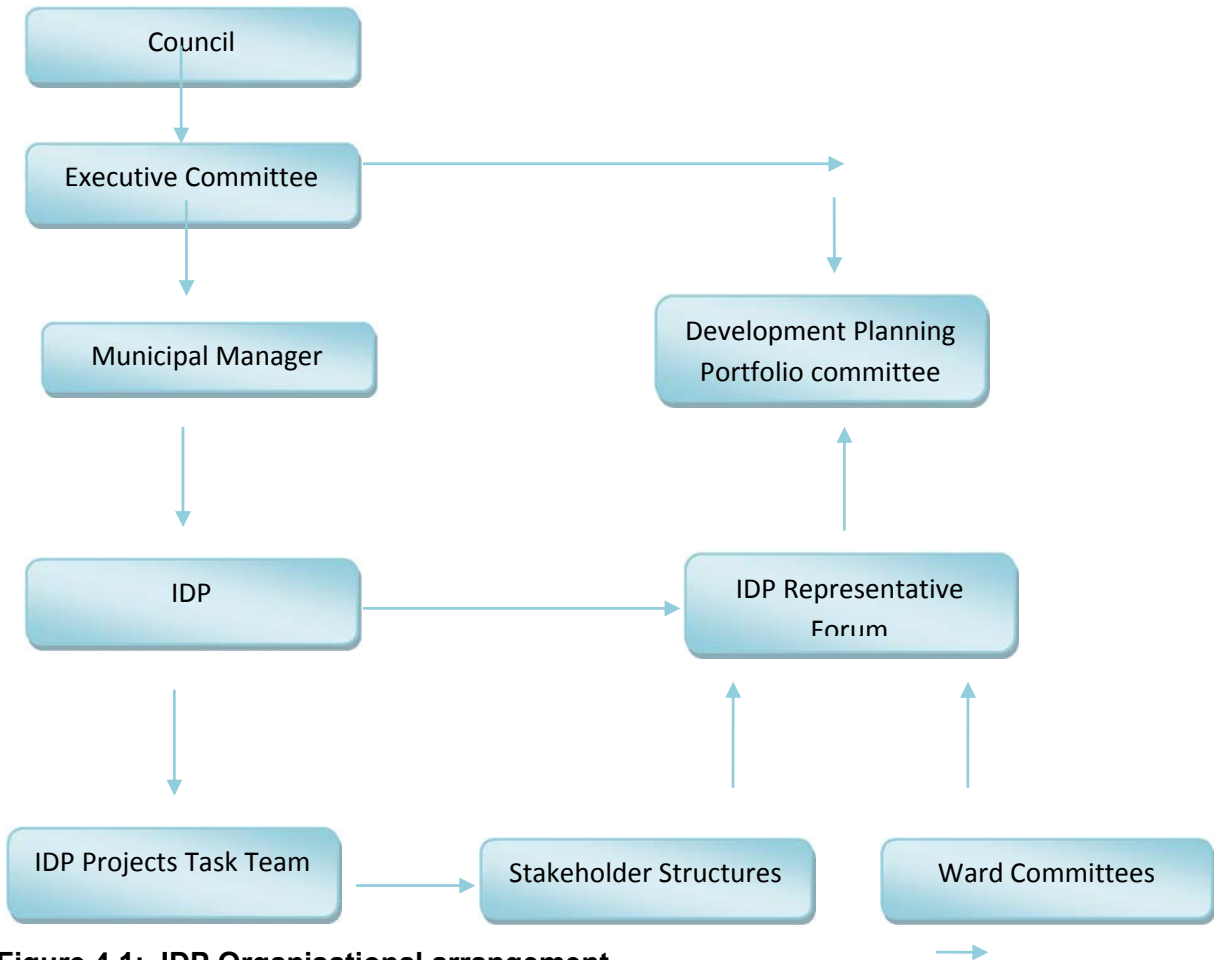 Council
Executive Committee
Municipal Manager
Development Planning
Portfolio committee
IDP
IDP Representative
Forum
IDP Projects Task Team
Stakeholder Structures
Ward Committees
Figure 4.1: IDP Organisational arrangement